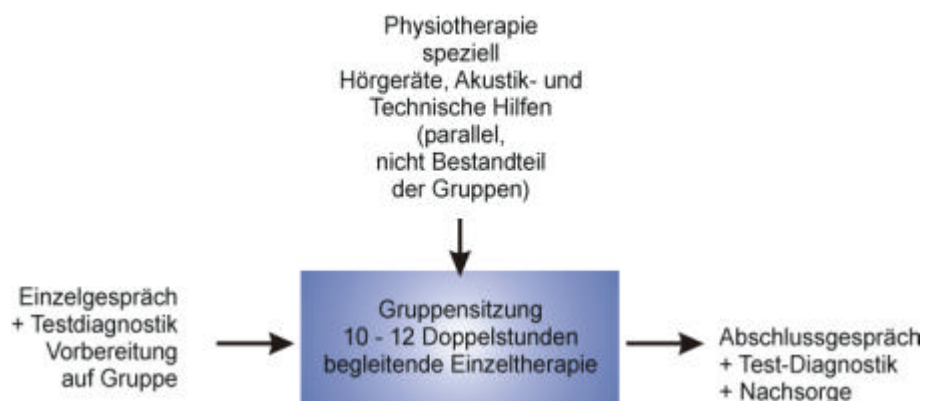 Physiotherapie
speziell
Hörgeräte, Akustik- und
Technische Hilfen
(parallel,
nicht Bestandteil
der Gruppen)
Einzelgespräch
+ Testdiagnostik
Vorbereitung
auf Gruppe
Gruppensitzung
10 - 12 Doppelstunden
begleitende Einzeltherapie
Abschlussgespräch
+ Test-Diagnostik
+ Nachsorge